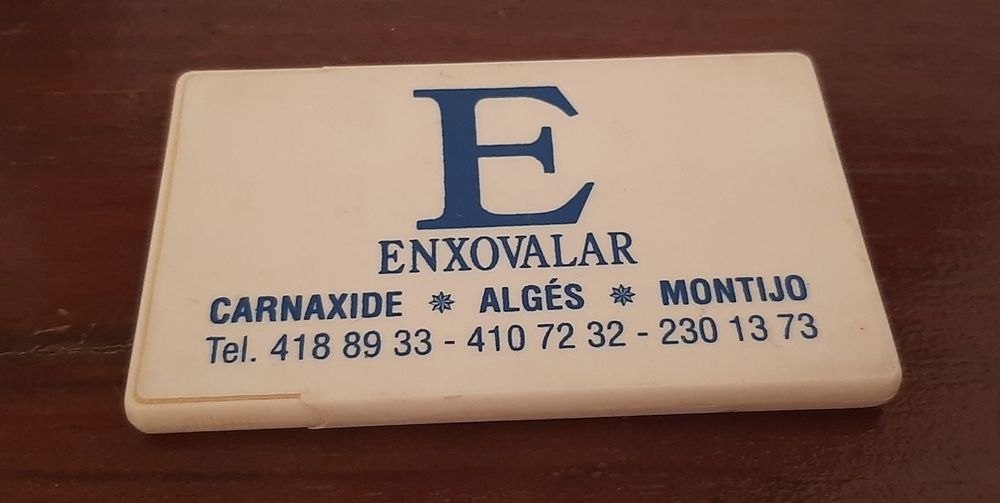 E
ENXOVALAR
CARNAXIDE * ALGÉS * MONTIJO
Tel. 418 89 33 - 410 72 32 - 230 13 73